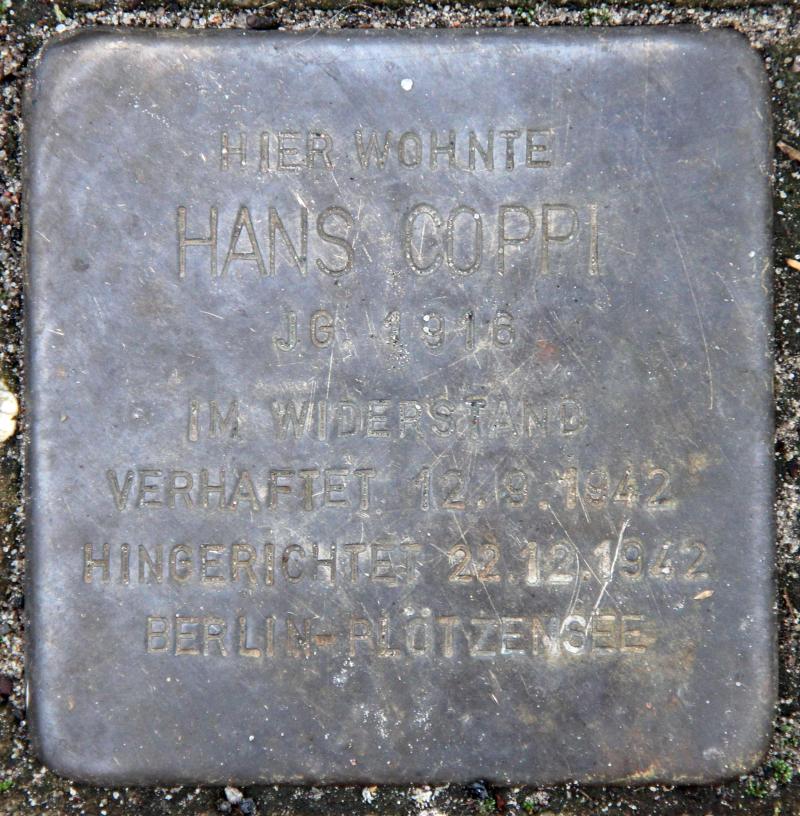 HIER WOHNTE
HANS COPPI
JG. 1916
IM WIDERSTAND
VERHAFTET 12.9.1942
HINGERICHTET 22.12.1942
BERLIN-PLÖTZENSEE